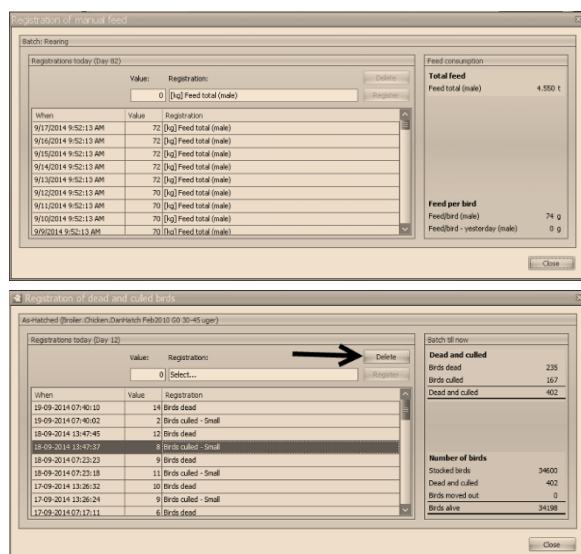 Registration of manual feed
Batch: Rearing
Registrations today (Day 82)
Value: Registration: Delete
0 [kg] Feed total (male) Register
When Value Registration
9/17/2014 9:52:13 AM 72 [kg] Feed total (male)
9/16/2014 9:52:13 AM 72 [kg] Feed total (male)
9/15/2014 9:52:13 AM 72 [kg] Feed total (male)
9/14/2014 9:52:13 AM 72 [kg] Feed total (male)
9/13/2014 9:52:13 AM 72 [kg] Feed total (male)
9/12/2014 9:52:13 AM 70 [kg] Feed total (male)
9/11/2014 9:52:13 AM 70 [kg] Feed total (male)
9/10/2014 9:52:13 AM 70 [kg] Feed total (male)
9/9/2014 9:52:13 AM 70 [kg] Feed total (male)
Feed consumption
Total feed
Feed total (male) 4.550 t
Feed per bird
Feed/bird (male) 74 g
Feed/bird - yesterday (male) 0 g
Close
Registration of dead and culled birds
As-Hatched (Broiler.Chicken.DanHatch Feb2010 G0 30-45 uger)
Registrations today (Day 12)
Value: Registration: Delete
0 Select... Register
When Value Registration
19-09-2014 07:40:10 14 Birds dead
19-09-2014 07:40:02 2 Birds culled - Small
18-09-2014 13:47:45 12 Birds dead
18-09-2014 13:47:37 8 Birds culled - Small
18-09-2014 07:23:23 9 Birds dead
18-09-2014 07:23:18 11 Birds culled - Small
17-09-2014 13:26:32 10 Birds dead
17-09-2014 13:26:24 9 Birds culled - Small
17-09-2014 07:17:11 6 Birds dead
Batch till now
Dead and culled
Birds dead 235
Birds culled 167
Dead and culled 402
Number of birds
Stocked birds 34600
Dead and culled 402
Birds moved out 0
Birds alive 34198
Close